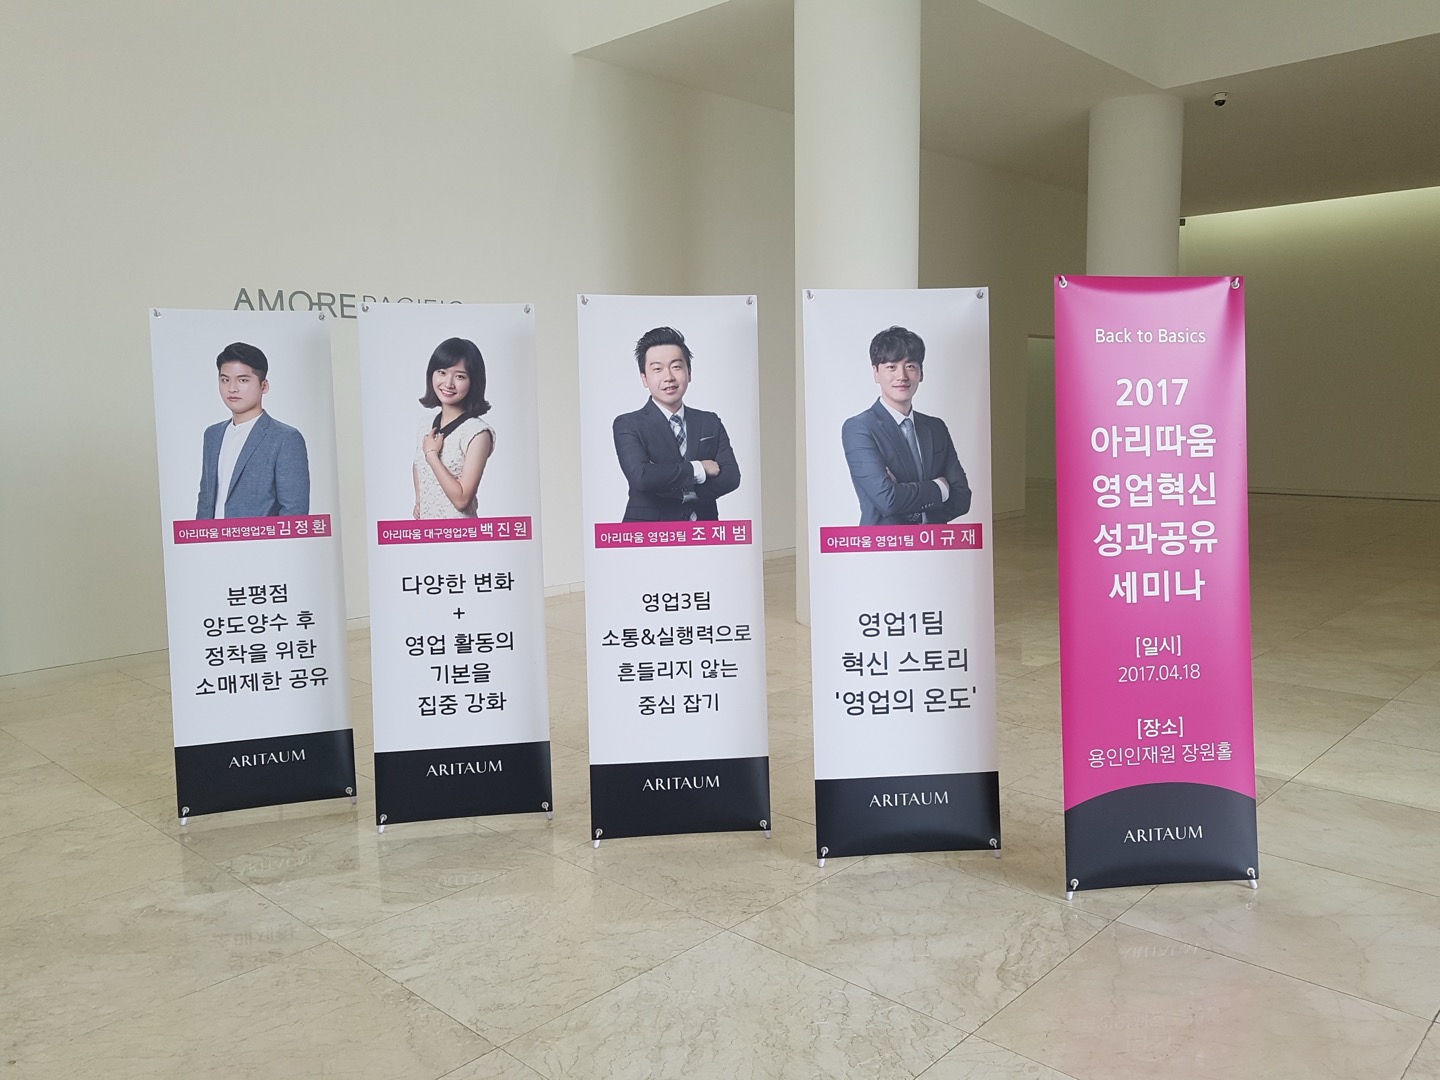 AMOREPACIFIC
아리따움 대전영업2팀 김정환
분평점
양도양수 후
정착을 위한
소매제한 공유
ARITAUM
아리따움 대구영업2팀 백진원
다양한 변화
+
영업 활동의
기본을
집중 강화
ARITAUM
아리따움 영업3팀 조재범
영업3팀
소통&실행력으로
흔들리지 않는
중심 잡기
ARITAUM
아리따움 영업1팀 이규재
영업1팀
혁신 스토리
'영업의 온도'
ARITAUM
Back to Basics
2017
아리따움
영업혁신
성과공유
세미나
[일시]
2017.04.18
[장소]
용인인재원 장원홀
ARITAUM